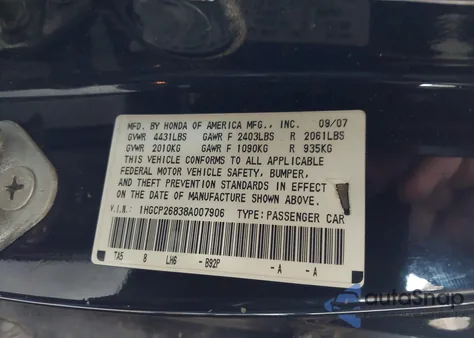 MFD. BY HONDA OF AMERICA MFG., INC. 09/07
GVWR 4431LBS GAWR F 2403LBS R 2061LBS
GVWR 2010KG GAWR F 1090KG R 935KG
THIS VEHICLE CONFORMS TO ALL APPLICABLE
FEDERAL MOTOR VEHICLE SAFETY, BUMPER,
AND THEFT PREVENTION STANDARDS IN EFFECT
ON THE DATE OF MANUFACTURE SHOWN ABOVE.
V.I.N.: 1HGCP26838A007906 TYPE: PASSENGER CAR
TA5 8 LH6 - B92P - A - A
autoSnap